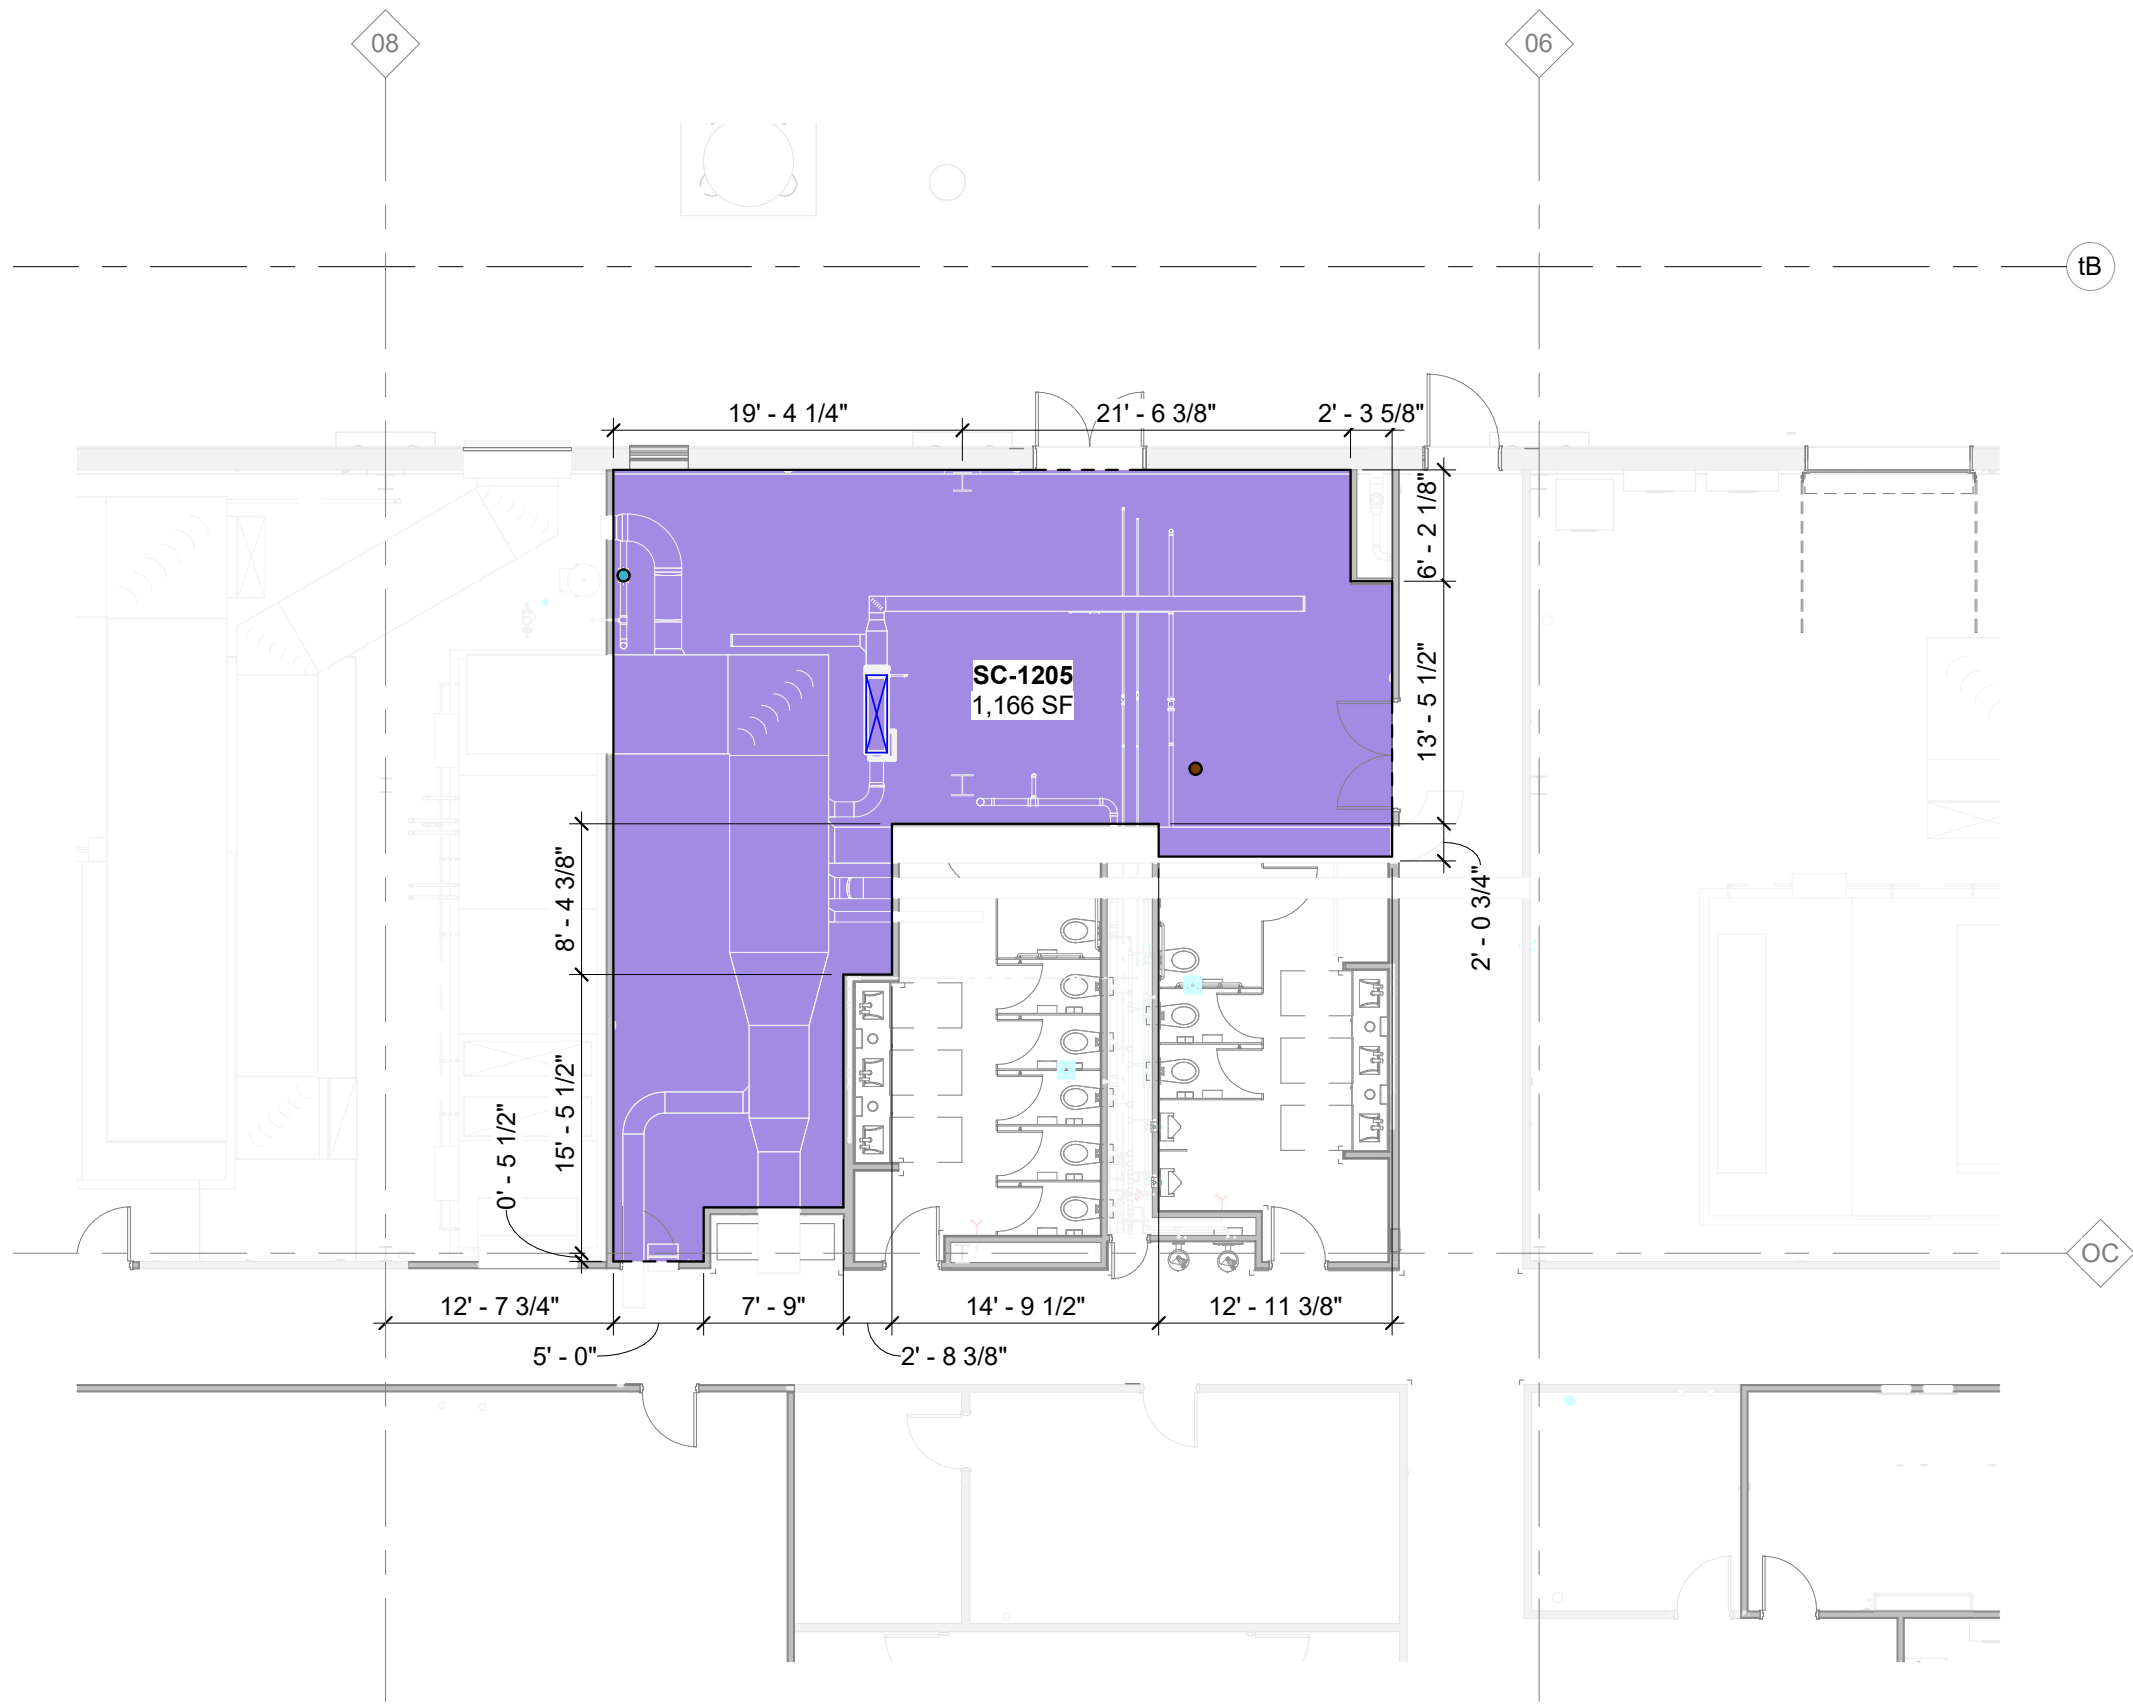 08
06
tB
19' - 4 1/4"
21' - 6 3/8"
2' - 3 5/8"
6' - 2 1/8"
13' - 5 1/2"
SC-1205
1,166 SF
8' - 4 3/8"
2' - 0 3/4"
15' - 5 1/2"
0' - 5 1/2"
OC
12' - 7 3/4"
7' - 9"
14' - 9 1/2"
12' - 11 3/8"
5' - 0"
2' - 8 3/8"